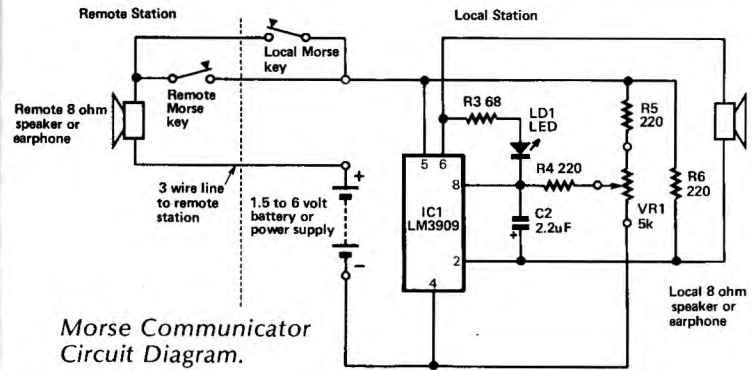 Remote Station
Local Station
Local Morse
key
Remote
Morse
key
Remote 8 ohm
speaker or
earphone
3 wire line
to remote
station
+
1.5 to 6 volt
battery or
power supply
−
R3 68
LD1
LED
R5
220
5
6
8
R4 220
R6
220
IC1
LM3909
C2
2.2uF
+
VR1
5k
2
4
Local 8 ohm
speaker or
earphone
Morse Communicator
Circuit Diagram.